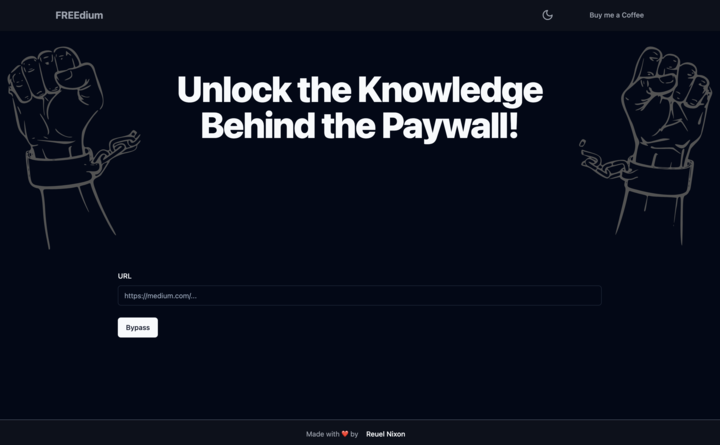 FREEdium
Buy me a Coffee
Unlock the Knowledge
Behind the Paywall!
URL
https://medium.com/...
Bypass
Made with ❤️ by Reuel Nixon